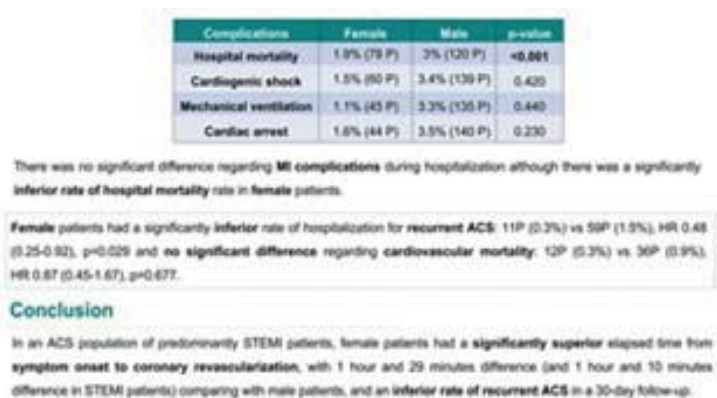 Complications Female Male p-value
Hospital mortality 1.9% (79 P) 3% (120 P) <0.001
Cardiogenic shock 1.5% (60 P) 3.4% (139 P) 0.420
Mechanical ventilation 1.1% (45 P) 3.3% (135 P) 0.440
Cardiac arrest 1.6% (44 P) 3.5% (140 P) 0.230
There was no significant difference regarding MI complications during hospitalization although there was a significantly
inferior rate of hospital mortality rate in female patients.
Female patients had a significantly inferior rate of hospitalization for recurrent ACS: 11P (0.3%) vs 59P (1.5%), HR 0.48
(0.25-0.92), p=0.029 and no significant difference regarding cardiovascular mortality: 12P (0.3%) vs. 36P (0.9%),
HR 0.87 (0.45-1.67), p=0.677.
Conclusion
In an ACS population of predominantly STEMI patients, female patients had a significantly superior elapsed time from
symptom onset to coronary revascularization, with 1 hour and 29 minutes difference (and 1 hour and 10 minutes
difference in STEMI patients) comparing with male patients, and an inferior rate of recurrent ACS in a 30-day follow-up.